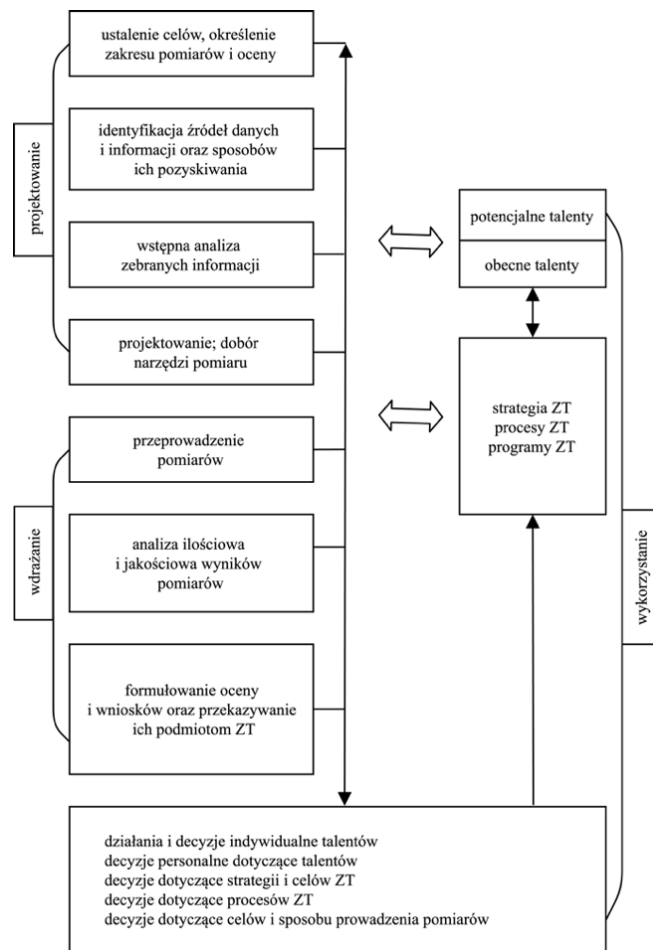 ustalenie celów, określenie
zakresu pomiarów i oceny
projektowanie
identyfikacja źródeł danych
i informacji oraz sposobów
ich pozyskiwania
wstępna analiza
zebranych informacji
projektowanie; dobór
narzędzi pomiaru
potencjalne talenty
obecne talenty
strategia ZT
procesy ZT
programy ZT
wdrażanie
przeprowadzenie
pomiarów
analiza ilościowa
i jakościowa wyników
pomiarów
formułowanie oceny
i wniosków oraz przekazywanie
ich podmiotom ZT
wykorzystanie
działania i decyzje indywidualne talentów
decyzje personalne dotyczące talentów
decyzje dotyczące strategii i celów ZT
decyzje dotyczące procesów ZT
decyzje dotyczące celów i sposobu prowadzenia pomiarów